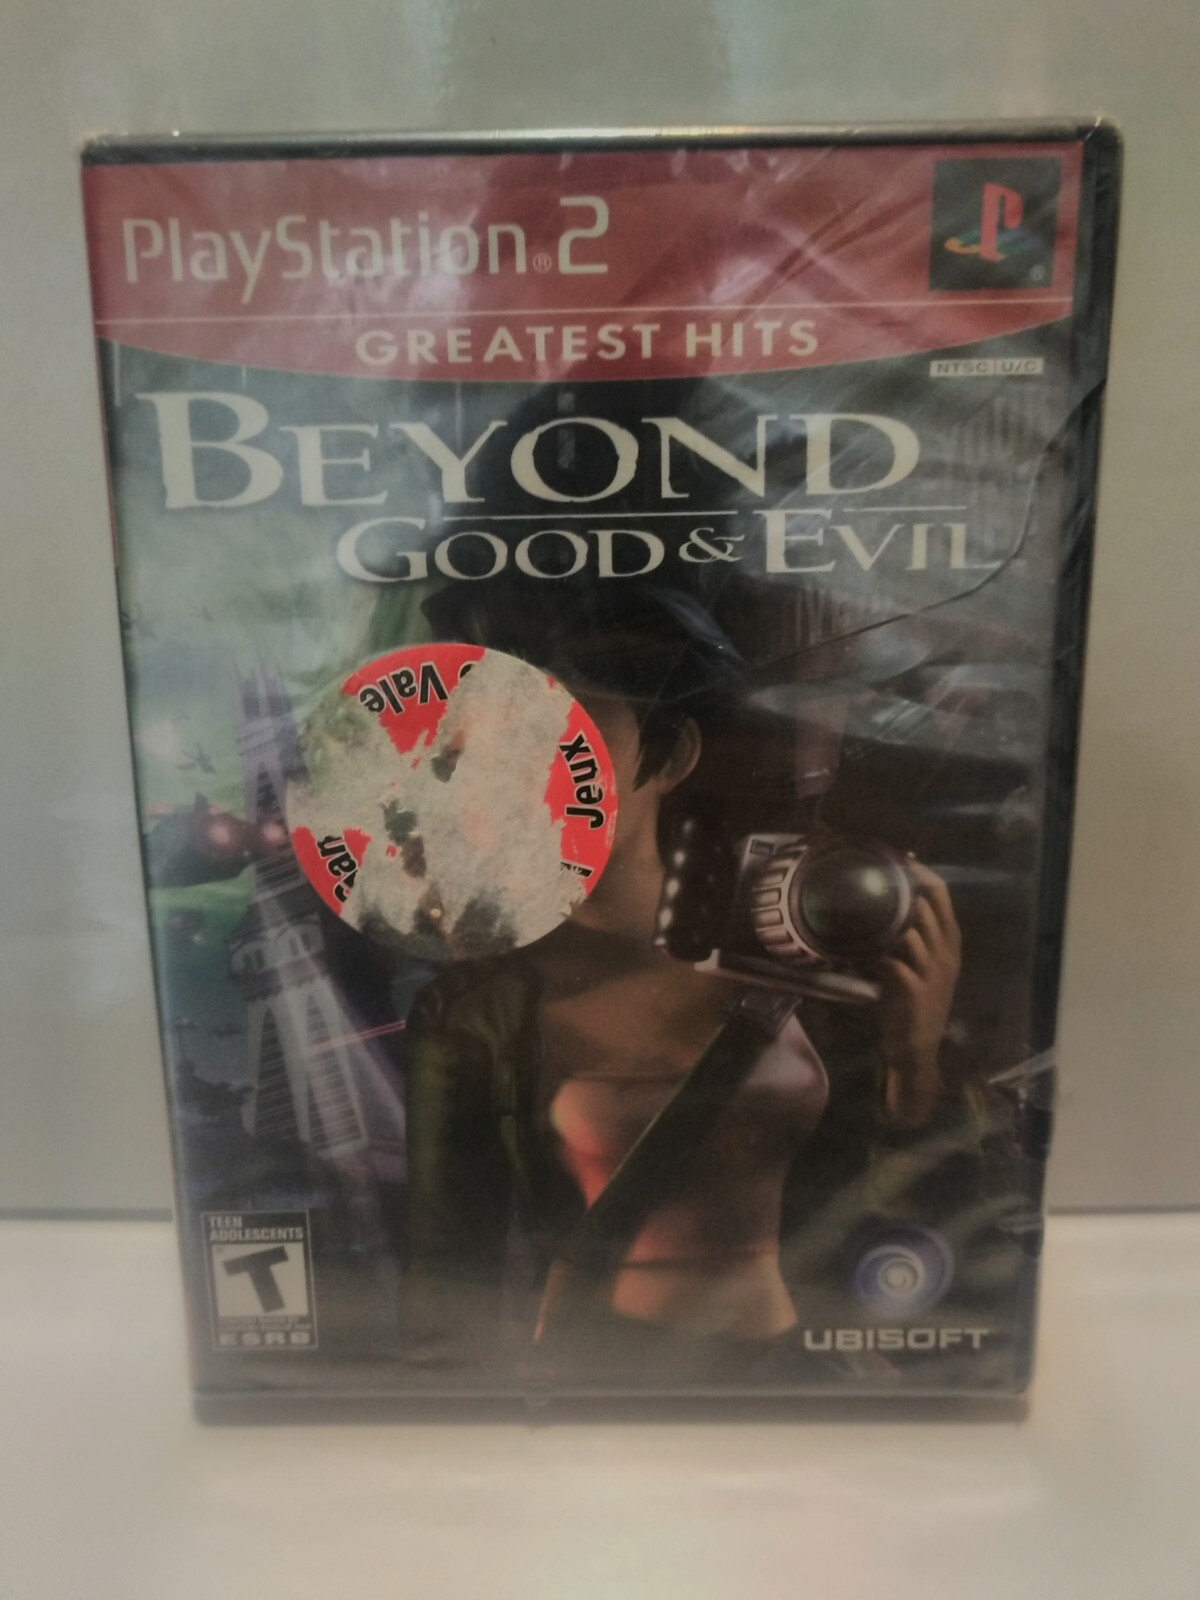 PlayStation®2
GREATEST HITS
NTSC U/C
BEYOND
GOOD & EVIL
Vale
Jeux
TEEN
ADOLESCENTS
T
ESRB
UBISOFT